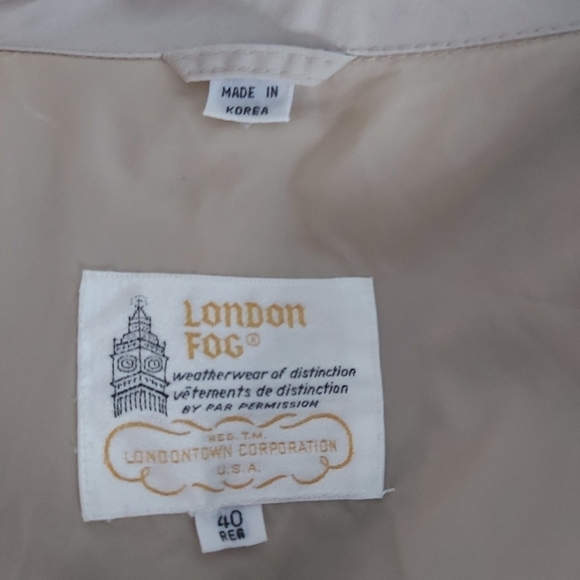 MADE IN
KOREA
LONDON
FOG®
weatherwear of distinction
vêtements de distinction
BY PAR PERMISSION
REG. T.M.
LONDONTOWN CORPORATION
U.S.A.
40
REG